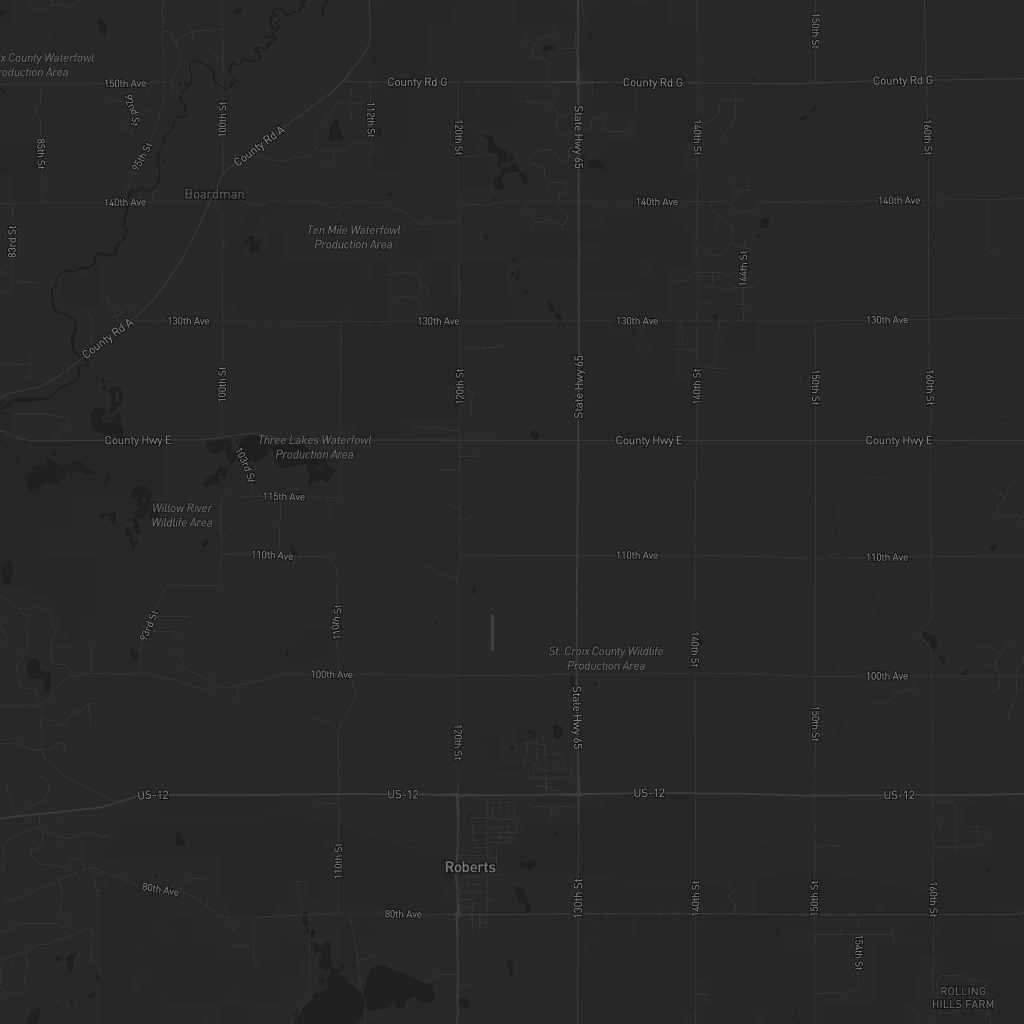 150th St
x County Waterfowl
roduction Area
150th Ave
County Rd G
County Rd G
County Rd G
92nd St
100th St
112th St
120th St
State Hwy 65
140th St
160th St
85th St
95th St
County Rd A
Boardman
140th Ave
140th Ave
140th Ave
83rd St
Ten Mile Waterfowl
Production Area
144th St
130th Ave
130th Ave
130th Ave
130th Ave
County Rd A
100th St
120th St
State Hwy 65
140th St
150th St
160th St
County Hwy E
Three Lakes Waterfowl
Production Area
County Hwy E
County Hwy E
103rd St
115th Ave
Willow River
Wildlife Area
110th Ave
110th Ave
110th Ave
93rd St
110th St
140th St
St. Croix County Wildlife
Production Area
100th Ave
100th Ave
State Hwy 65
120th St
150th St
US-12
US-12
US-12
US-12
110th St
Roberts
80th Ave
80th Ave
130th St
140th St
150th St
160th St
154th St
ROLLING
HILLS FARM